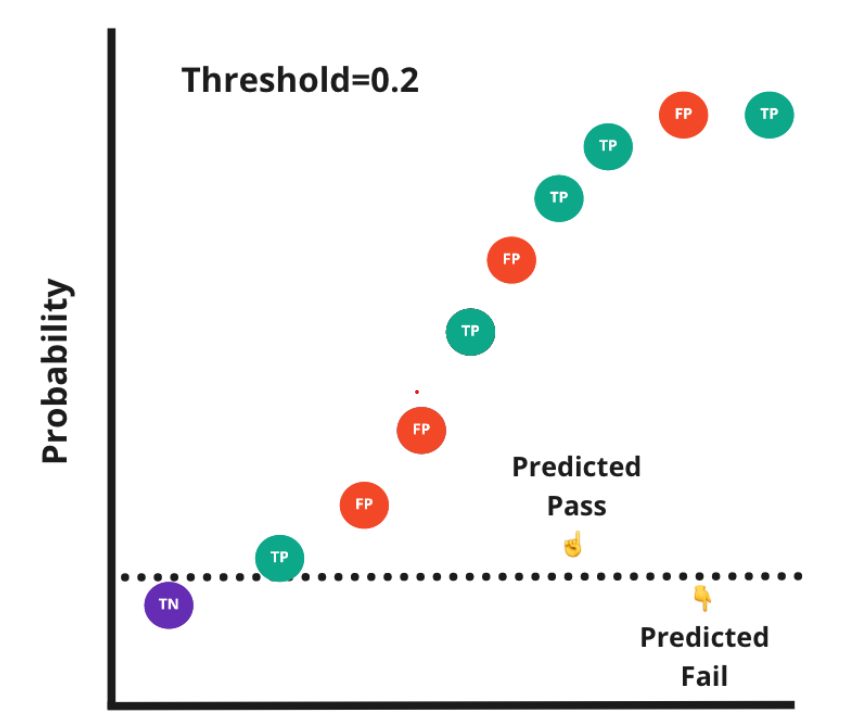 Threshold=0.2
FP
TP
TP
TP
FP
TP
FP
FP
TP
TN
Probability
Predicted
Pass
Predicted
Fail